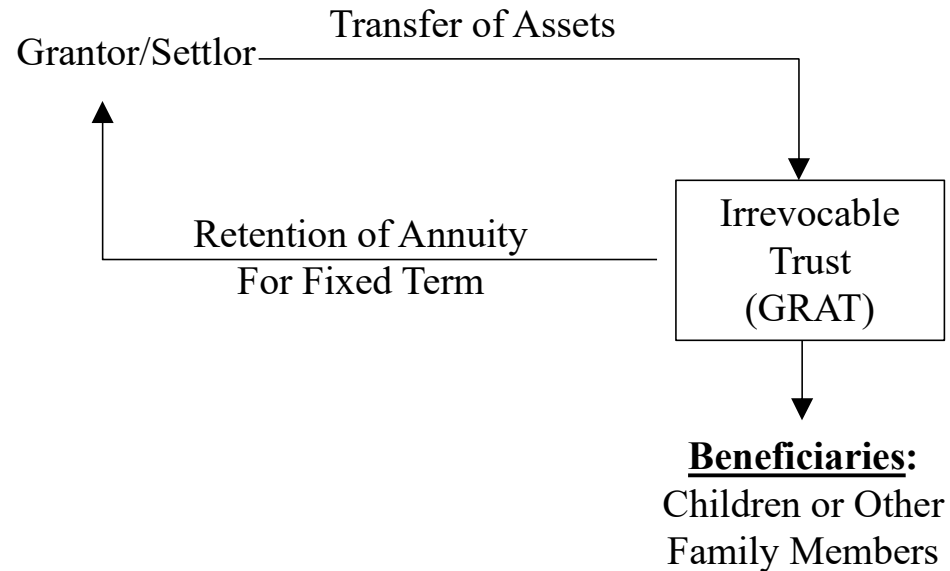 Transfer of Assets
Grantor/Settlor
Irrevocable
Trust
(GRAT)
Retention of Annuity
For Fixed Term
Beneficiaries:
Children or Other
Family Members